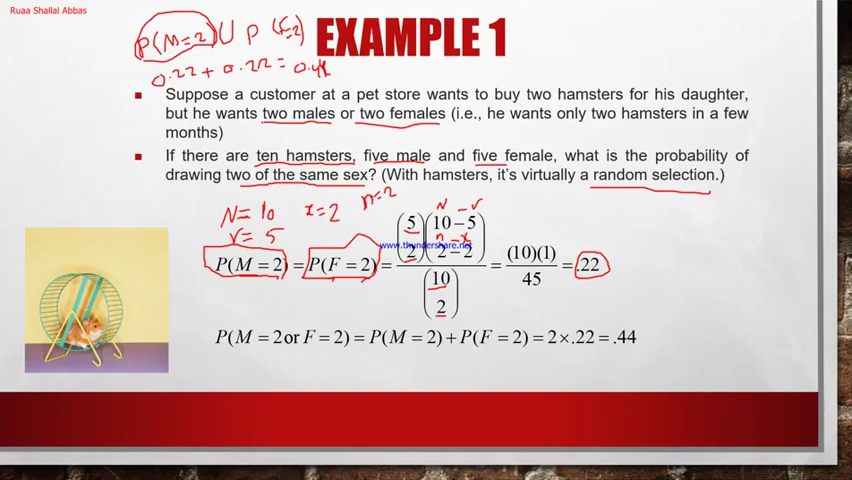 Ruaa Shallal Abbas
P(M=2) ∪ P(F=2)
0.22 + 0.22 = 0.44
EXAMPLE 1
▪ Suppose a customer at a pet store wants to buy two hamsters for his daughter,
but he wants two males or two females (i.e., he wants only two hamsters in a few
months)
▪ If there are ten hamsters, five male and five female, what is the probability of
drawing two of the same sex? (With hamsters, it's virtually a random selection.)
N=10 x=2 n=2
r=5
N-r
n-x
www.thundershare.net
P(M = 2) = P(F = 2) = (5 2)(10 − 5 2 − 2) / (10 2) = (10)(1) / 45 = .22
P(M = 2 or F = 2) = P(M = 2) + P(F = 2) = 2 × .22 = .44